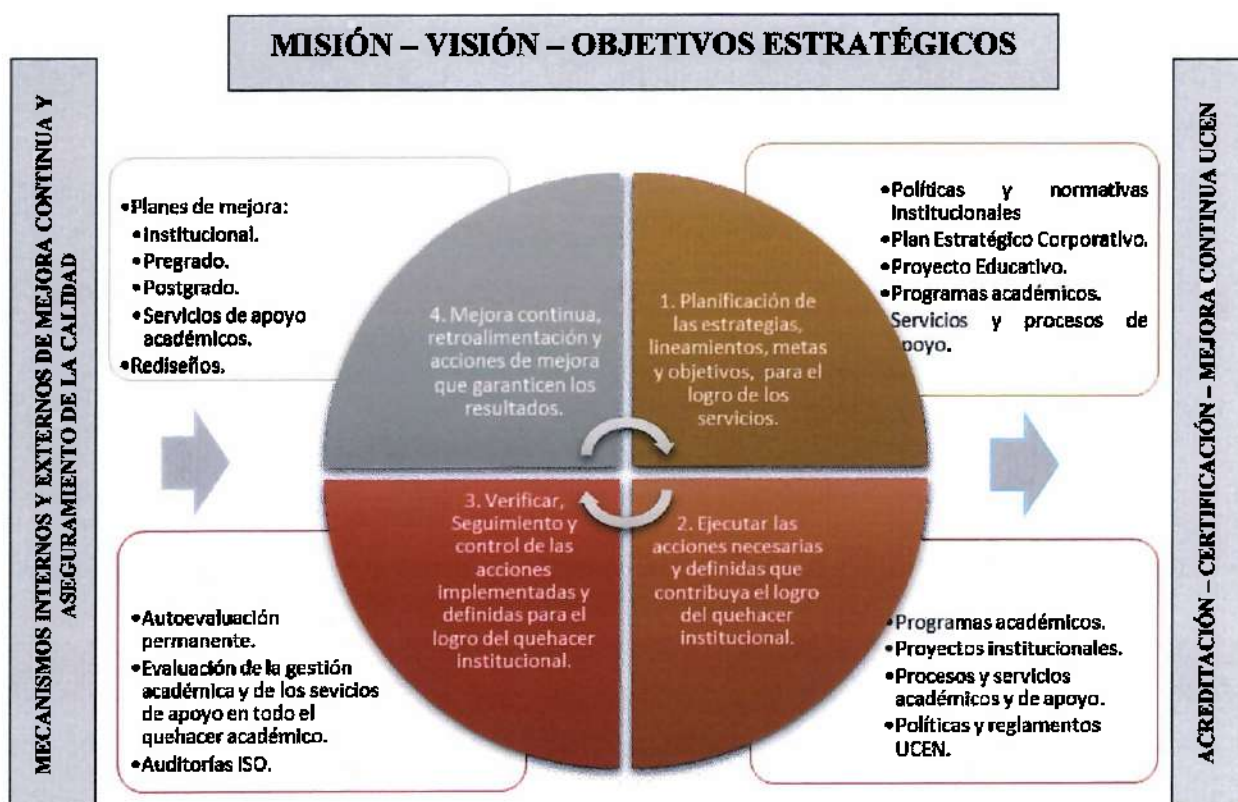 MISIÓN – VISIÓN – OBJETIVOS ESTRATÉGICOS
MECANISMOS INTERNOS Y EXTERNOS DE MEJORA CONTINUA Y
ASEGURAMIENTO DE LA CALIDAD
•Planes de mejora:
•Institucional.
•Pregrado.
•Postgrado.
•Servicios de apoyo
académicos.
•Rediseños.
4. Mejora continua,
retroalimentación y
acciones de mejora
que garanticen los
resultados.
1. Planificación de
las estrategias,
lineamientos, metas
y objetivos, para el
logro de los
servicios.
•Políticas y normativas
Institucionales
•Plan Estratégico Corporativo.
•Proyecto Educativo.
•Programas académicos.
•Servicios y procesos de
poyo.
3. Verificar,
Seguimiento y
control de las
acciones
implementadas y
definidas para el
logro del quehacer
institucional.
2. Ejecutar las
acciones necesarias
y definidas que
contribuya el logro
del quehacer
institucional.
•Autoevaluación
permanente.
•Evaluación de la gestión
académica y de los sevicios
de apoyo en todo el
quehacer académico.
•Auditorías ISO.
•Programas académicos.
•Proyectos institucionales.
•Procesos y servicios
académicos y de apoyo.
•Políticas y reglamentos
UCEN.
ACREDITACIÓN – CERTIFICACIÓN – MEJORA CONTINUA UCEN